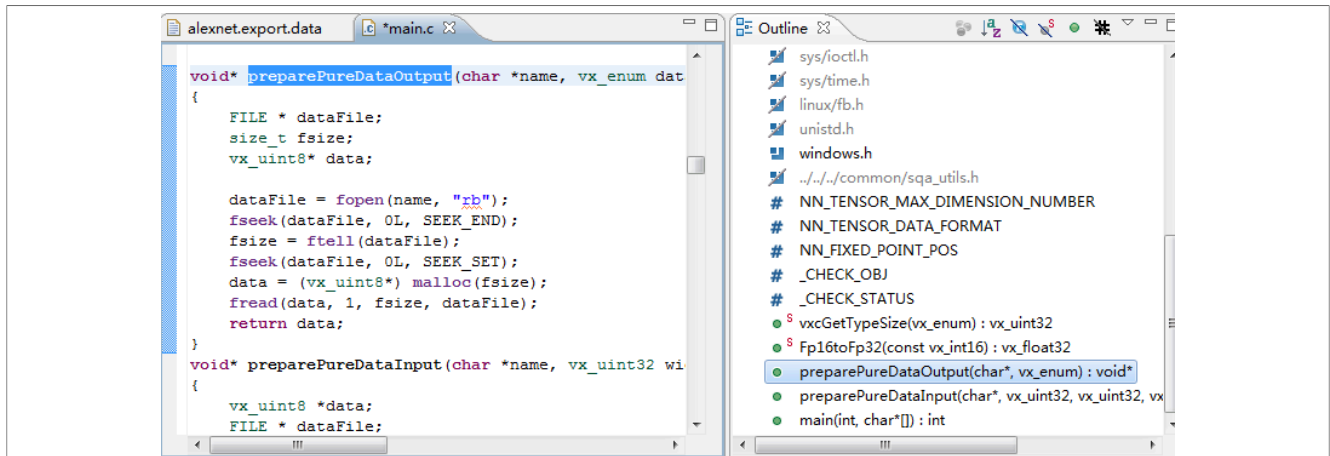 alexnet.export.data
*main.c
void* preparePureDataOutput(char *name, vx_enum dat
{
FILE * dataFile;
size_t fsize;
vx_uint8* data;
dataFile = fopen(name, "rb");
fseek(dataFile, 0L, SEEK_END);
fsize = ftell(dataFile);
fseek(dataFile, 0L, SEEK_SET);
data = (vx_uint8*) malloc(fsize);
fread(data, 1, fsize, dataFile);
return data;
}
void* preparePureDataInput(char *name, vx_uint32 wi
{
vx_uint8 *data;
FILE * dataFile;
Outline
sys/ioctl.h
sys/time.h
linux/fb.h
unistd.h
windows.h
../../../common/sqa_utils.h
# NN_TENSOR_MAX_DIMENSION_NUMBER
# NN_TENSOR_DATA_FORMAT
# NN_FIXED_POINT_POS
# _CHECK_OBJ
# _CHECK_STATUS
S vxcGetTypeSize(vx_enum) : vx_uint32
S Fp16toFp32(const vx_int16) : vx_float32
preparePureDataOutput(char*, vx_enum) : void*
preparePureDataInput(char*, vx_uint32, vx_uint32, vx
main(int, char*[]) : int